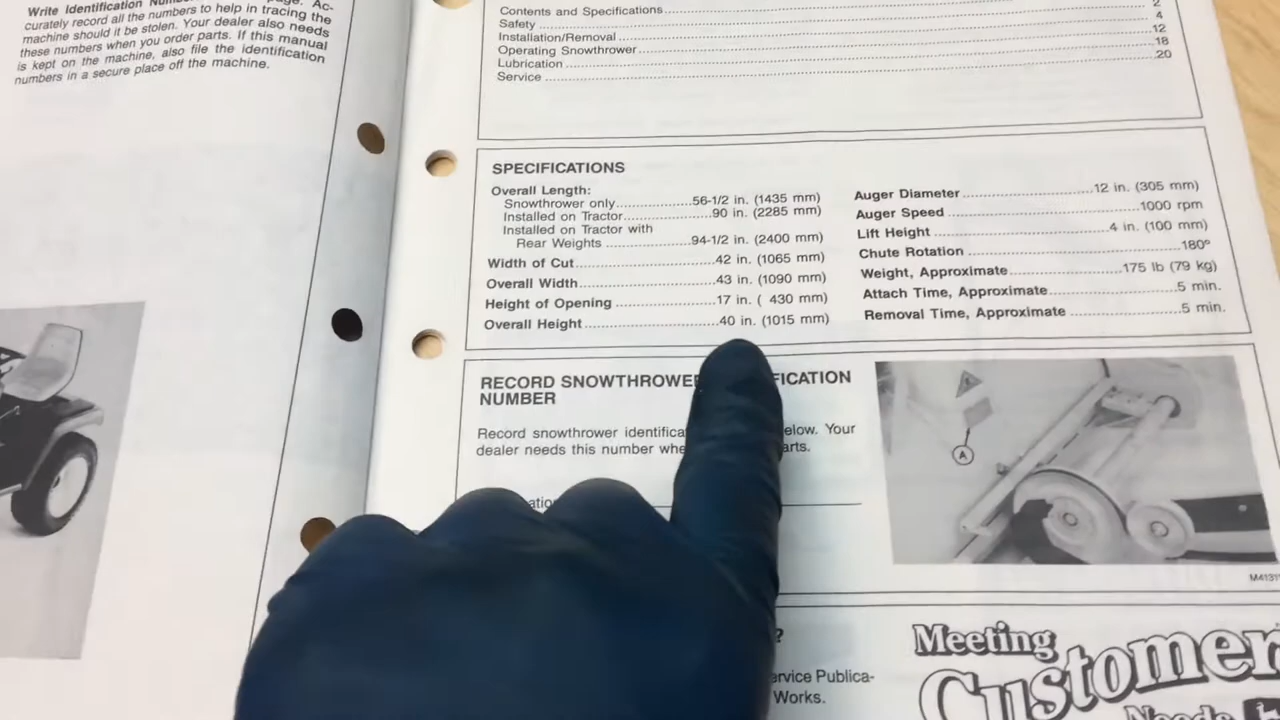 Write Identification page. Ac-
curately record all the numbers to help in tracing the
machine should it be stolen. Your dealer also needs
these numbers when you order parts. If this manual
is kept on the machine, also file the identification
numbers in a secure place off the machine.
Contents and Specifications 2
Safety 4
Installation/Removal 12
Operating Snowthrower 18
Lubrication 20
Service
SPECIFICATIONS
Overall Length:
Snowthrower only 56-1/2 in. (1435 mm)
Installed on Tractor 90 in. (2285 mm)
Installed on Tractor with
Rear Weights 94-1/2 in. (2400 mm)
Width of Cut 42 in. (1065 mm)
Overall Width 43 in. (1090 mm)
Height of Opening 17 in. ( 430 mm)
Overall Height 40 in. (1015 mm)
Auger Diameter 12 in. (305 mm)
Auger Speed 1000 rpm
Lift Height 4 in. (100 mm)
Chute Rotation 180°
Weight, Approximate 175 lb (79 kg)
Attach Time, Approximate 5 min.
Removal Time, Approximate 5 min.
RECORD SNOWTHROWER FICATION
NUMBER
Record snowthrower identifica elow. Your
dealer needs this number whe arts.
A
?
ervice Publica-
Works.
Meeting
Customer
Needs